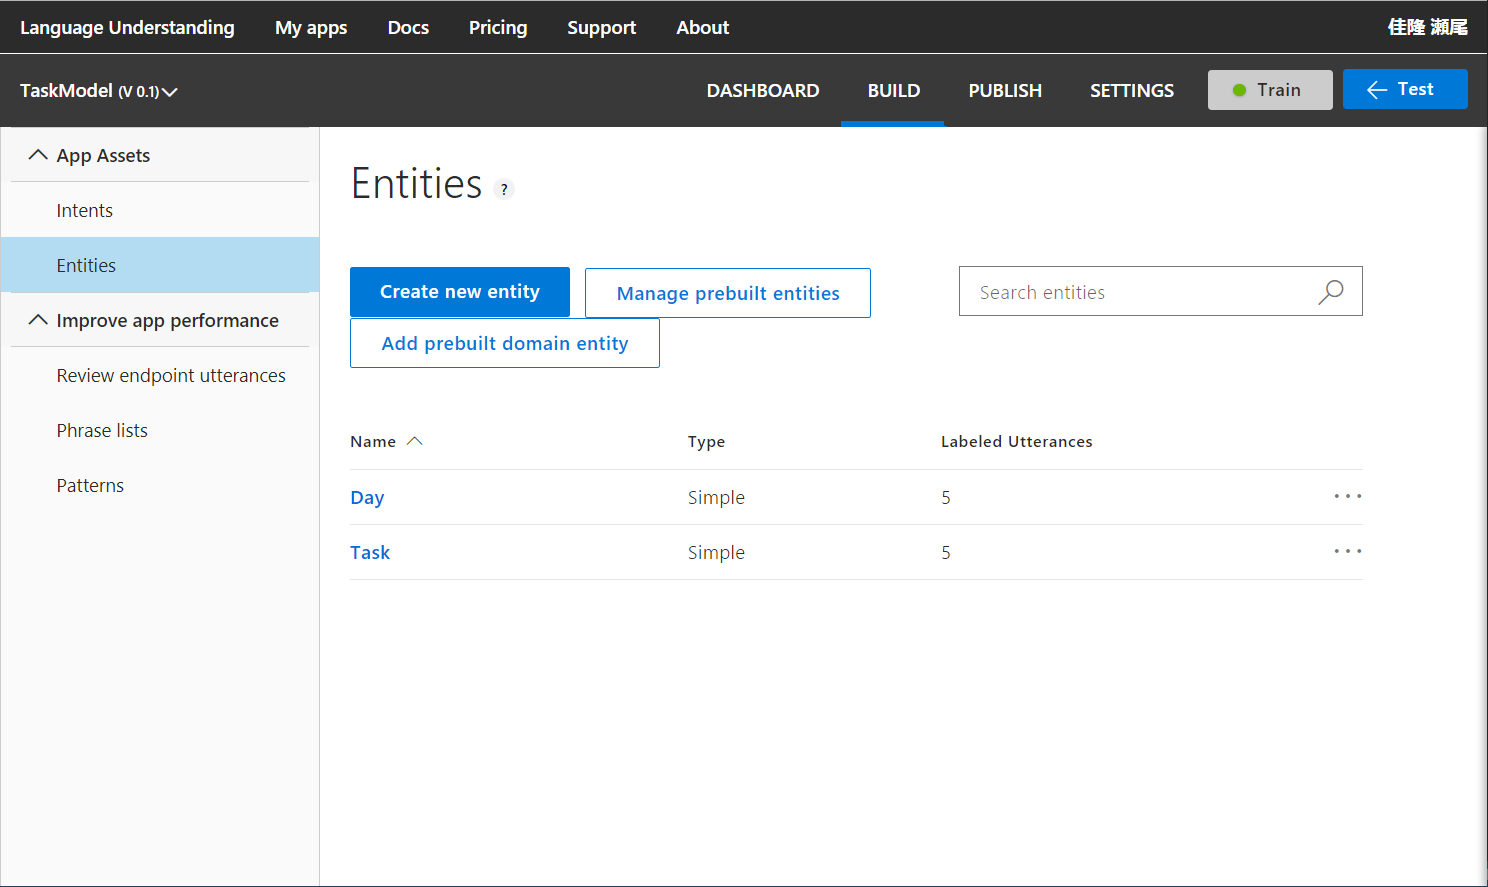 Language Understanding My apps Docs Pricing Support About 佳隆 瀬尾
TaskModel (V 0.1) DASHBOARD BUILD PUBLISH SETTINGS Train Test
App Assets
Intents
Entities
Improve app performance
Review endpoint utterances
Phrase lists
Patterns
Entities ?
Create new entity Manage prebuilt entities Search entities
Add prebuilt domain entity
Name Type Labeled Utterances
Day Simple 5
Task Simple 5